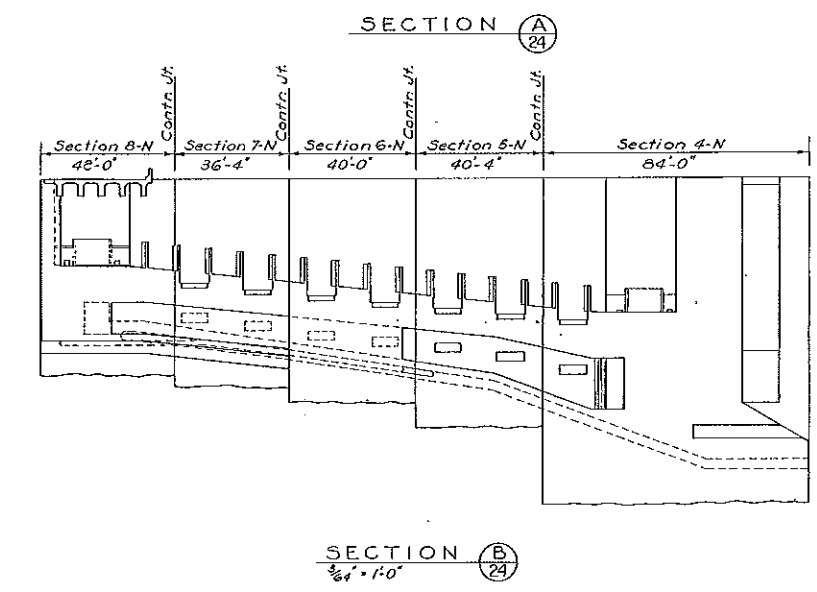 SECTION A
24
Contr. Jt. Contr. Jt. Contr. Jt. Contr. Jt.
Section 8-N Section 7-N Section 6-N Section 5-N Section 4-N
48'-0" 36'-4" 40'-0" 40'-4" 84'-0"
SECTION B
24
3/64" = 1'-0"